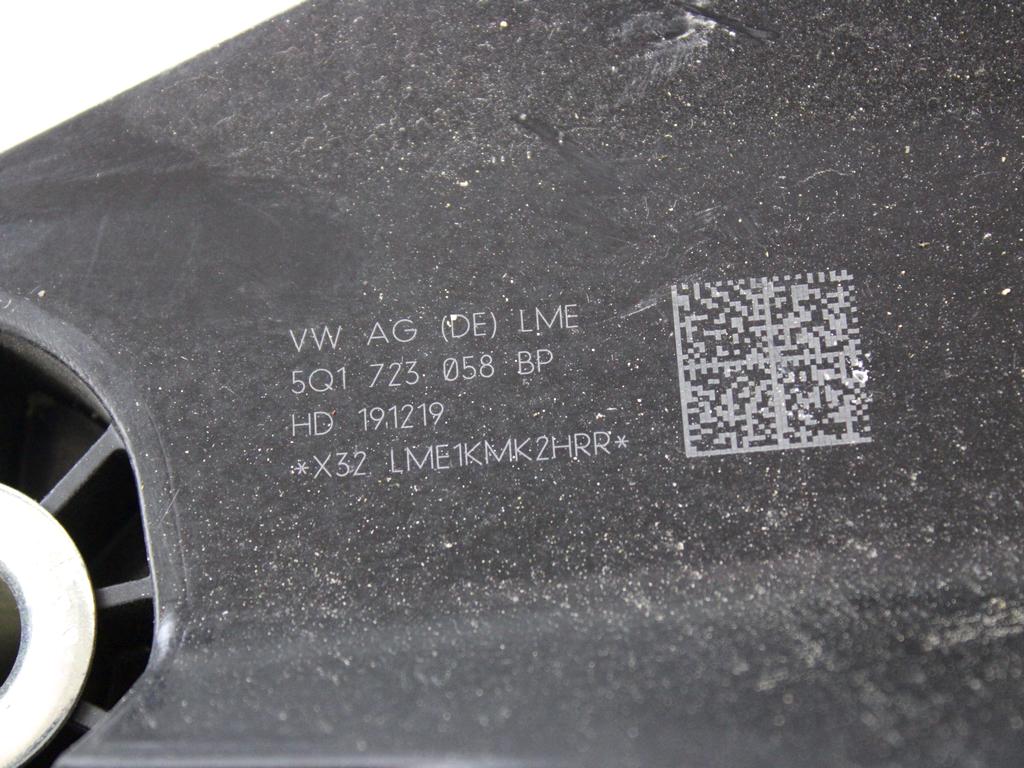 VW AG (DE) LME
5Q1 723 058 BP
HD 191219
*X32 LME1KMK2HRR*